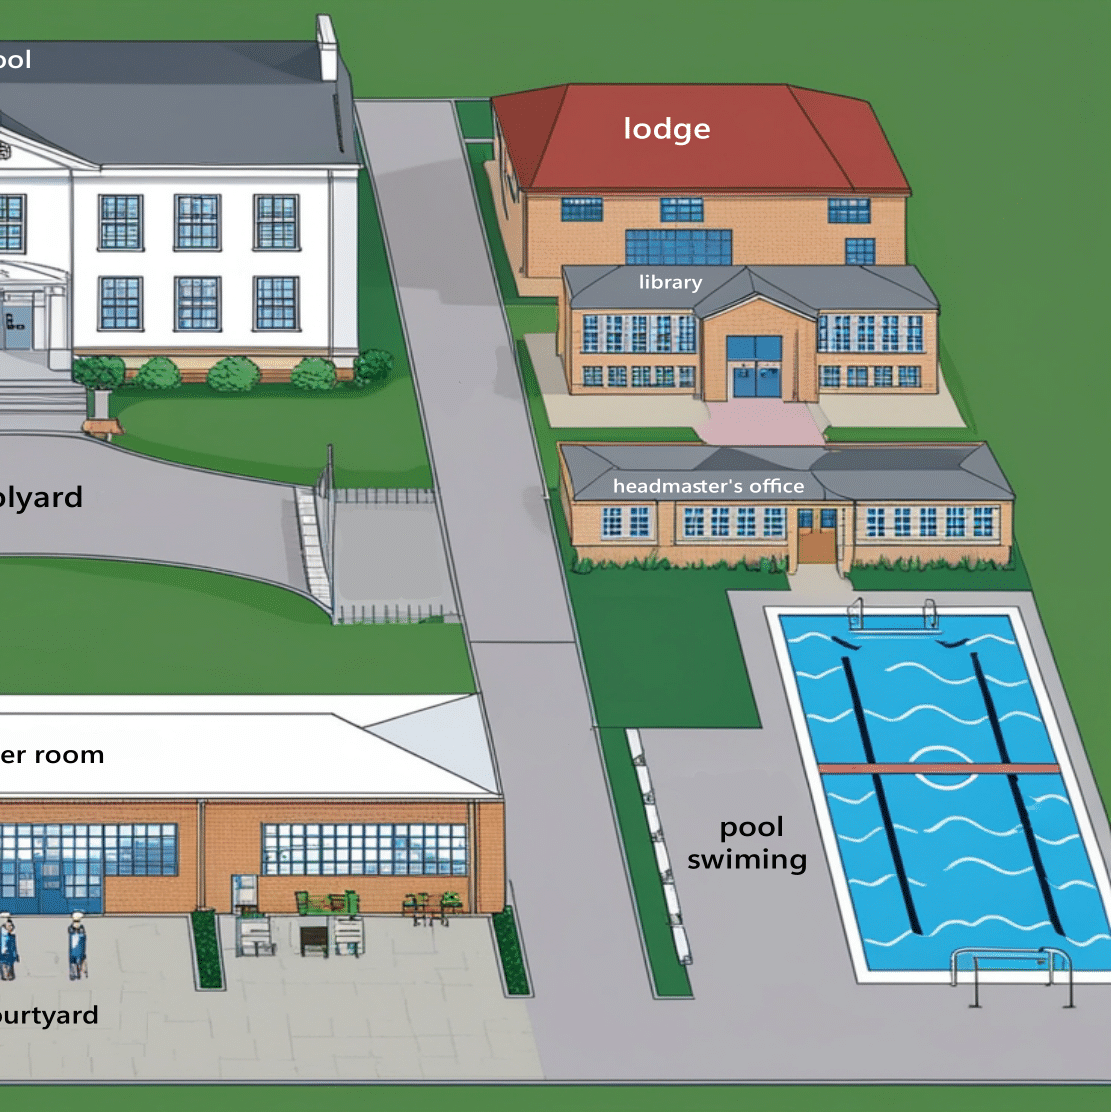 ool
lodge
library
headmaster's office
olyard
er room
pool
swiming
ourtyard